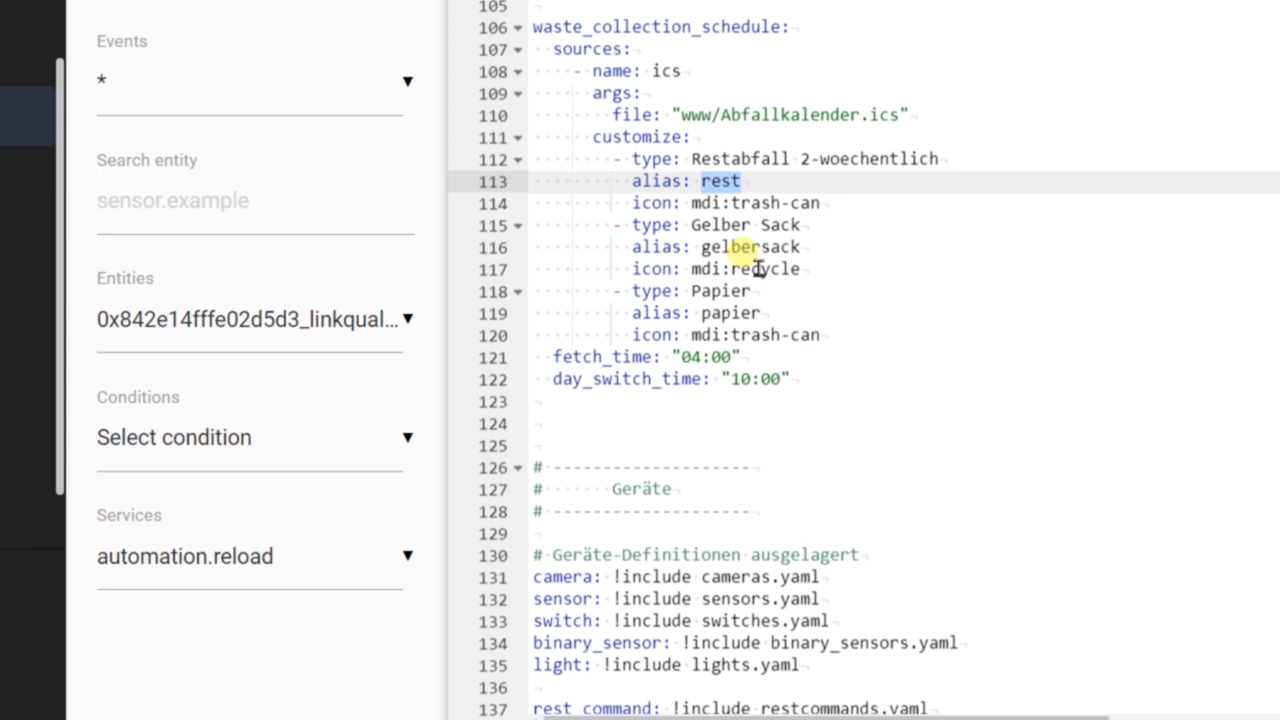 Events
*
Search entity
sensor.example
Entities
0x842e14fffe02d5d3_linkqual...
Conditions
Select condition
Services
automation.reload
105
106 waste_collection_schedule:
107 sources:
108 - name: ics
109 args:
110 file: "www/Abfallkalender.ics"
111 customize:
112 - type: Restabfall 2-woechentlich
113 alias: rest
114 icon: mdi:trash-can
115 - type: Gelber Sack
116 alias: gelbersack
117 icon: mdi:recycle
118 - type: Papier
119 alias: papier
120 icon: mdi:trash-can
121 fetch_time: "04:00"
122 day_switch_time: "10:00"
123
124
125
126 # --------------------
127 # Geräte
128 # --------------------
129
130 # Geräte-Definitionen ausgelagert
131 camera: !include cameras.yaml
132 sensor: !include sensors.yaml
133 switch: !include switches.yaml
134 binary_sensor: !include binary_sensors.yaml
135 light: !include lights.yaml
136
137 rest_command: !include restcommands.yaml